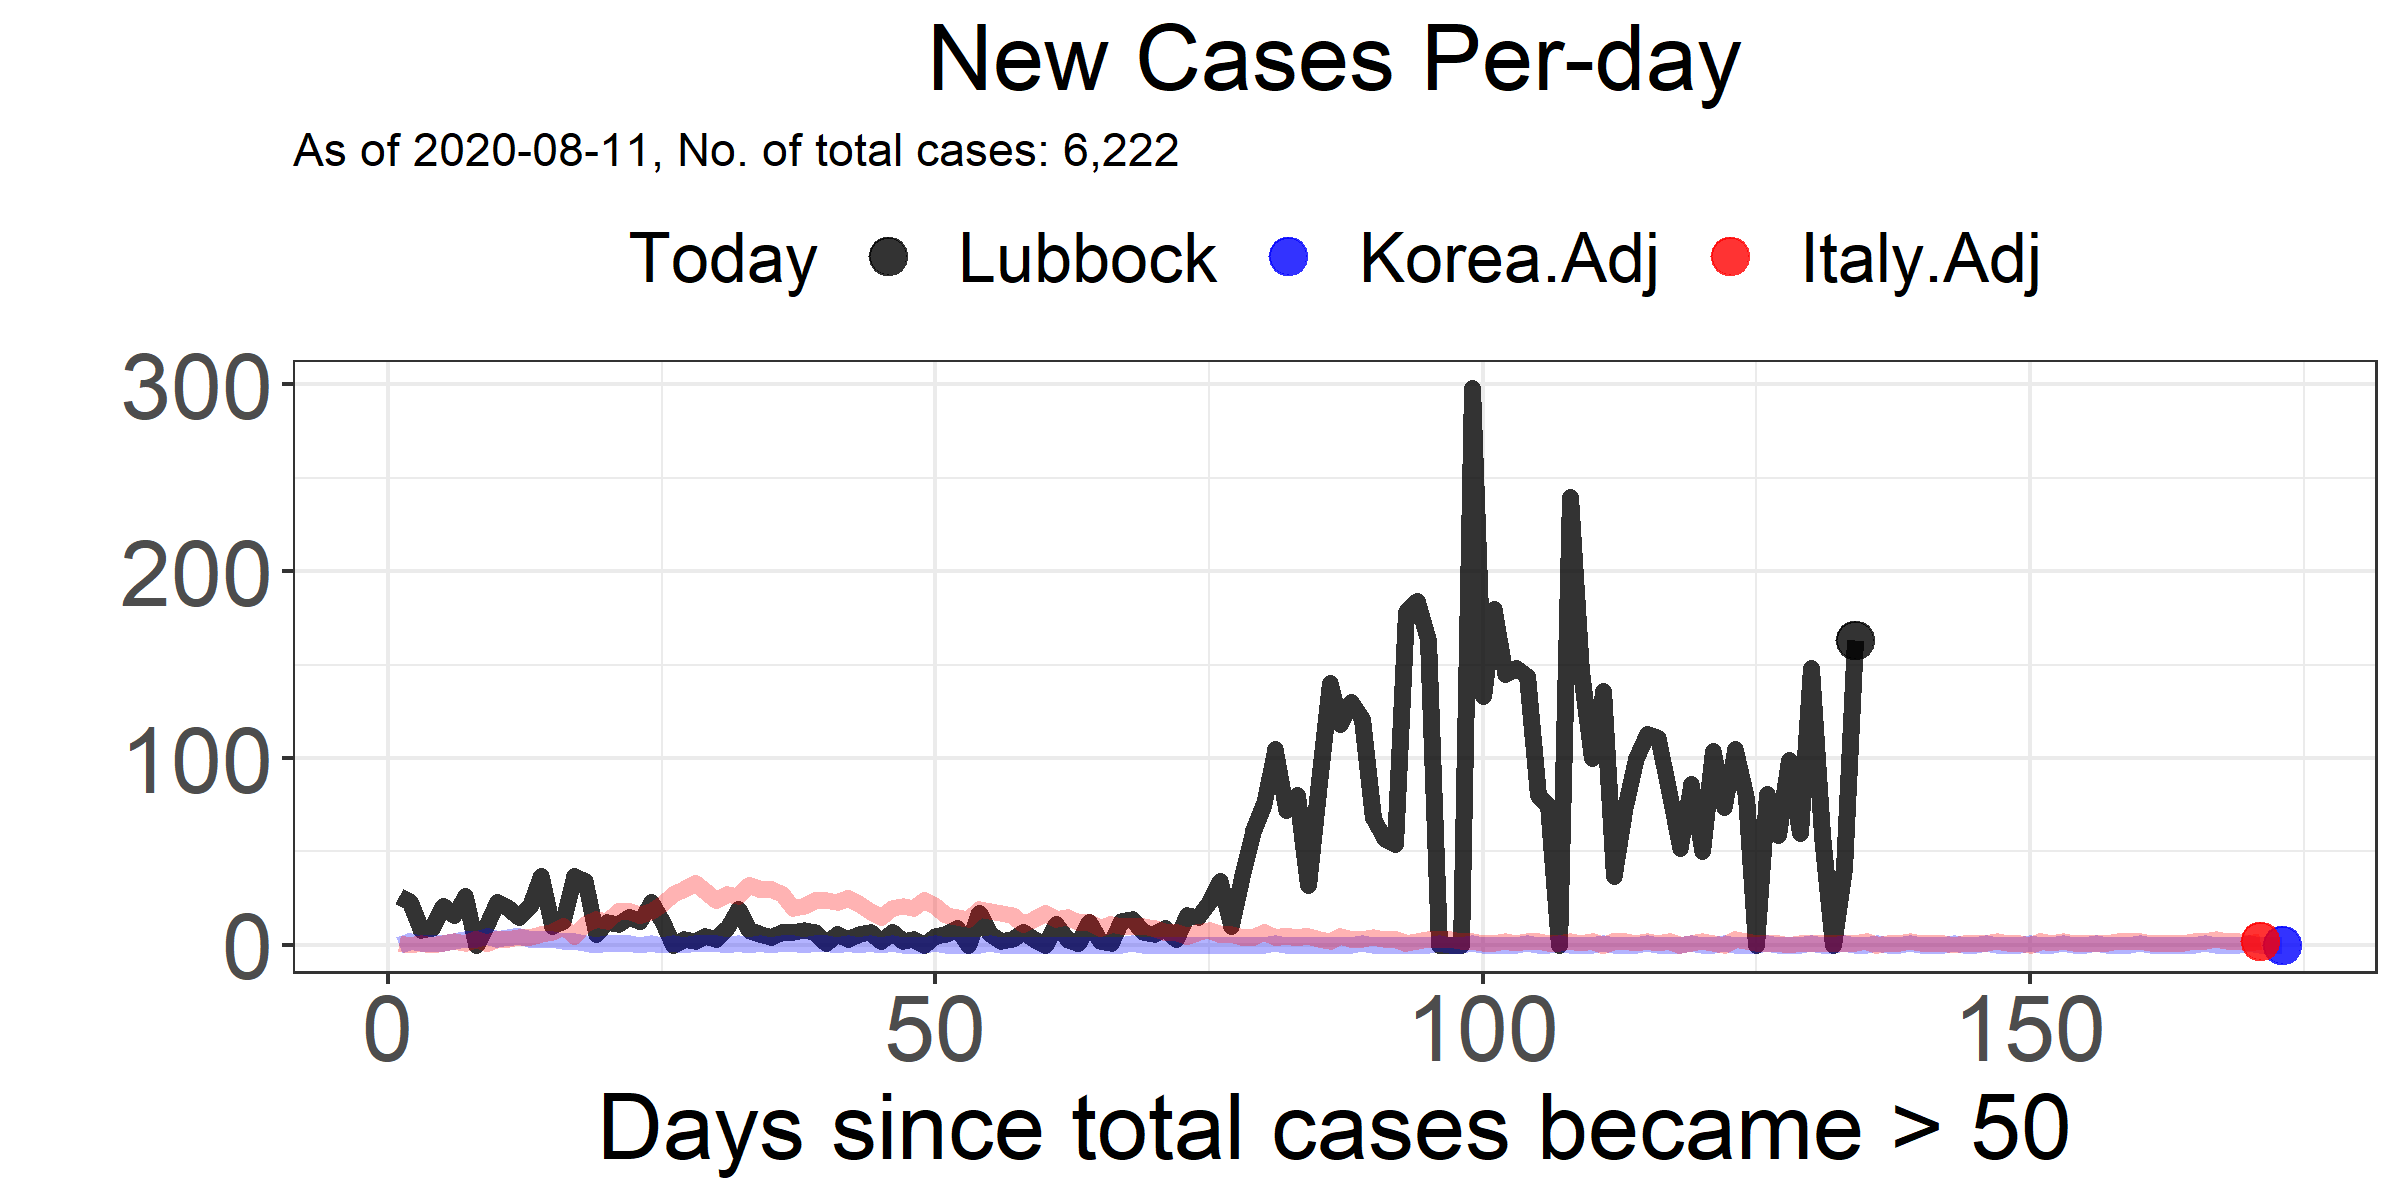 New Cases Per-day
As of 2020-08-11, No. of total cases: 6,222
Today Lubbock Korea.Adj Italy.Adj
300
200
100
0
0 50 100 150
Days since total cases became > 50